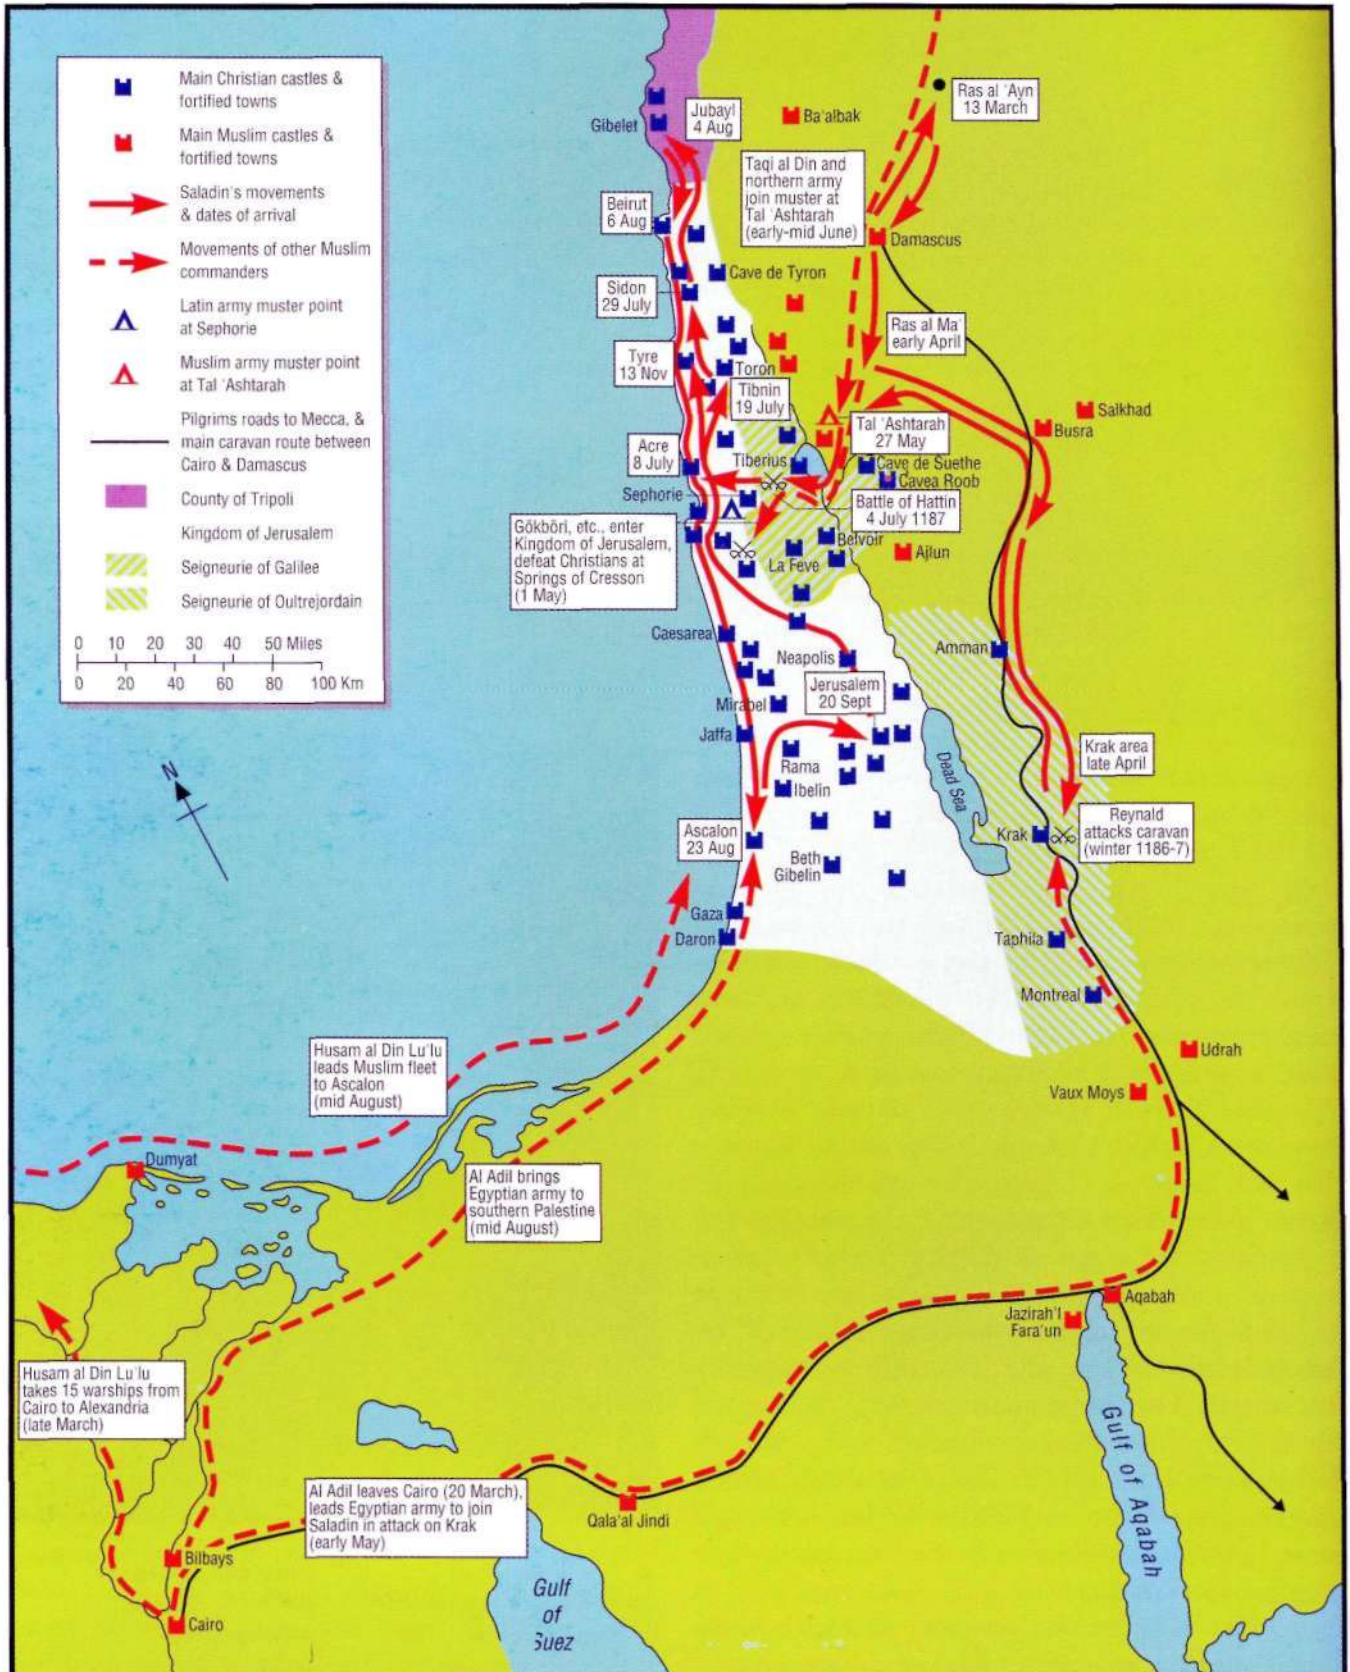 Main Christian castles &
fortified towns
Main Muslim castles &
fortified towns
Saladin's movements
& dates of arrival
Movements of other Muslim
commanders
Latin army muster point
at Sephorie
Muslim army muster point
at Tal 'Ashtarah
Pilgrims roads to Mecca, &
main caravan route between
Cairo & Damascus
County of Tripoli
Kingdom of Jerusalem
Seigneurie of Galilee
Seigneurie of Oultrejordain
0 10 20 30 40 50 Miles
0 20 40 60 80 100 Km
N
Gibelet
Jubayl
4 Aug
Ba'albak
Ras al 'Ayn
13 March
Taqi al Din and
northern army
join muster at
Tal 'Ashtarah
(early-mid June)
Beirut
6 Aug
Damascus
Cave de Tyron
Sidon
29 July
Ras al Ma'
early April
Tyre
13 Nov
Toron
Tibnin
19 July
Salkhad
Busra
Tal 'Ashtarah
27 May
Acre
8 July
Tiberius
Cave de Suethe
Cavea Roob
Sephorie
Battle of Hattin
4 July 1187
Gökböri, etc., enter
Kingdom of Jerusalem,
defeat Christians at
Springs of Cresson
(1 May)
Belvoir
La Feve
Ajlun
Caesarea
Amman
Neapolis
Jerusalem
20 Sept
Mirabel
Jaffa
Rama
Ibelin
Dead Sea
Krak area
late April
Ascalon
23 Aug
Krak
Reynald
attacks caravan
(winter 1186-7)
Beth
Gibelin
Gaza
Daron
Taphila
Montreal
Husam al Din Lu'lu
leads Muslim fleet
to Ascalon
(mid August)
Udrah
Vaux Moys
Dumyat
Al Adil brings
Egyptian army to
southern Palestine
(mid August)
Aqabah
Jazirah'l
Fara'un
Husam al Din Lu'lu
takes 15 warships from
Cairo to Alexandria
(late March)
Gulf of Aqabah
Al Adil leaves Cairo (20 March),
leads Egyptian army to join
Saladin in attack on Krak
(early May)
Qala'al Jindi
Bilbays
Cairo
Gulf
of
Suez